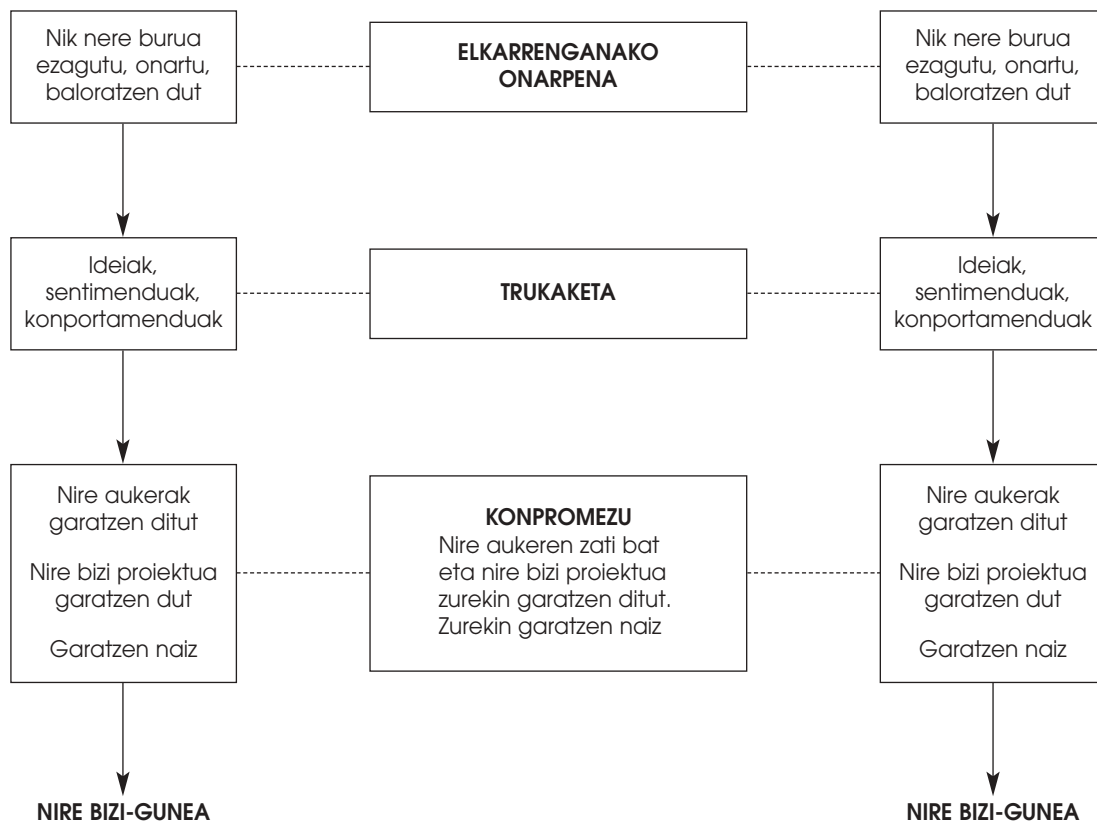 Nik nere burua
ezagutu, onartu,
baloratzen dut
ELKARRENGANAKO
ONARPENA
Nik nere burua
ezagutu, onartu,
baloratzen dut
Ideiak,
sentimenduak,
konportamenduak
TRUKAKETA
Ideiak,
sentimenduak,
konportamenduak
Nire aukerak
garatzen ditut
Nire bizi proiektua
garatzen dut
Garatzen naiz
KONPROMEZU
Nire aukeren zati bat
eta nire bizi proiektua
zurekin garatzen ditut.
Zurekin garatzen naiz
Nire aukerak
garatzen ditut
Nire bizi proiektua
garatzen dut
Garatzen naiz
NIRE BIZI-GUNEA
NIRE BIZI-GUNEA